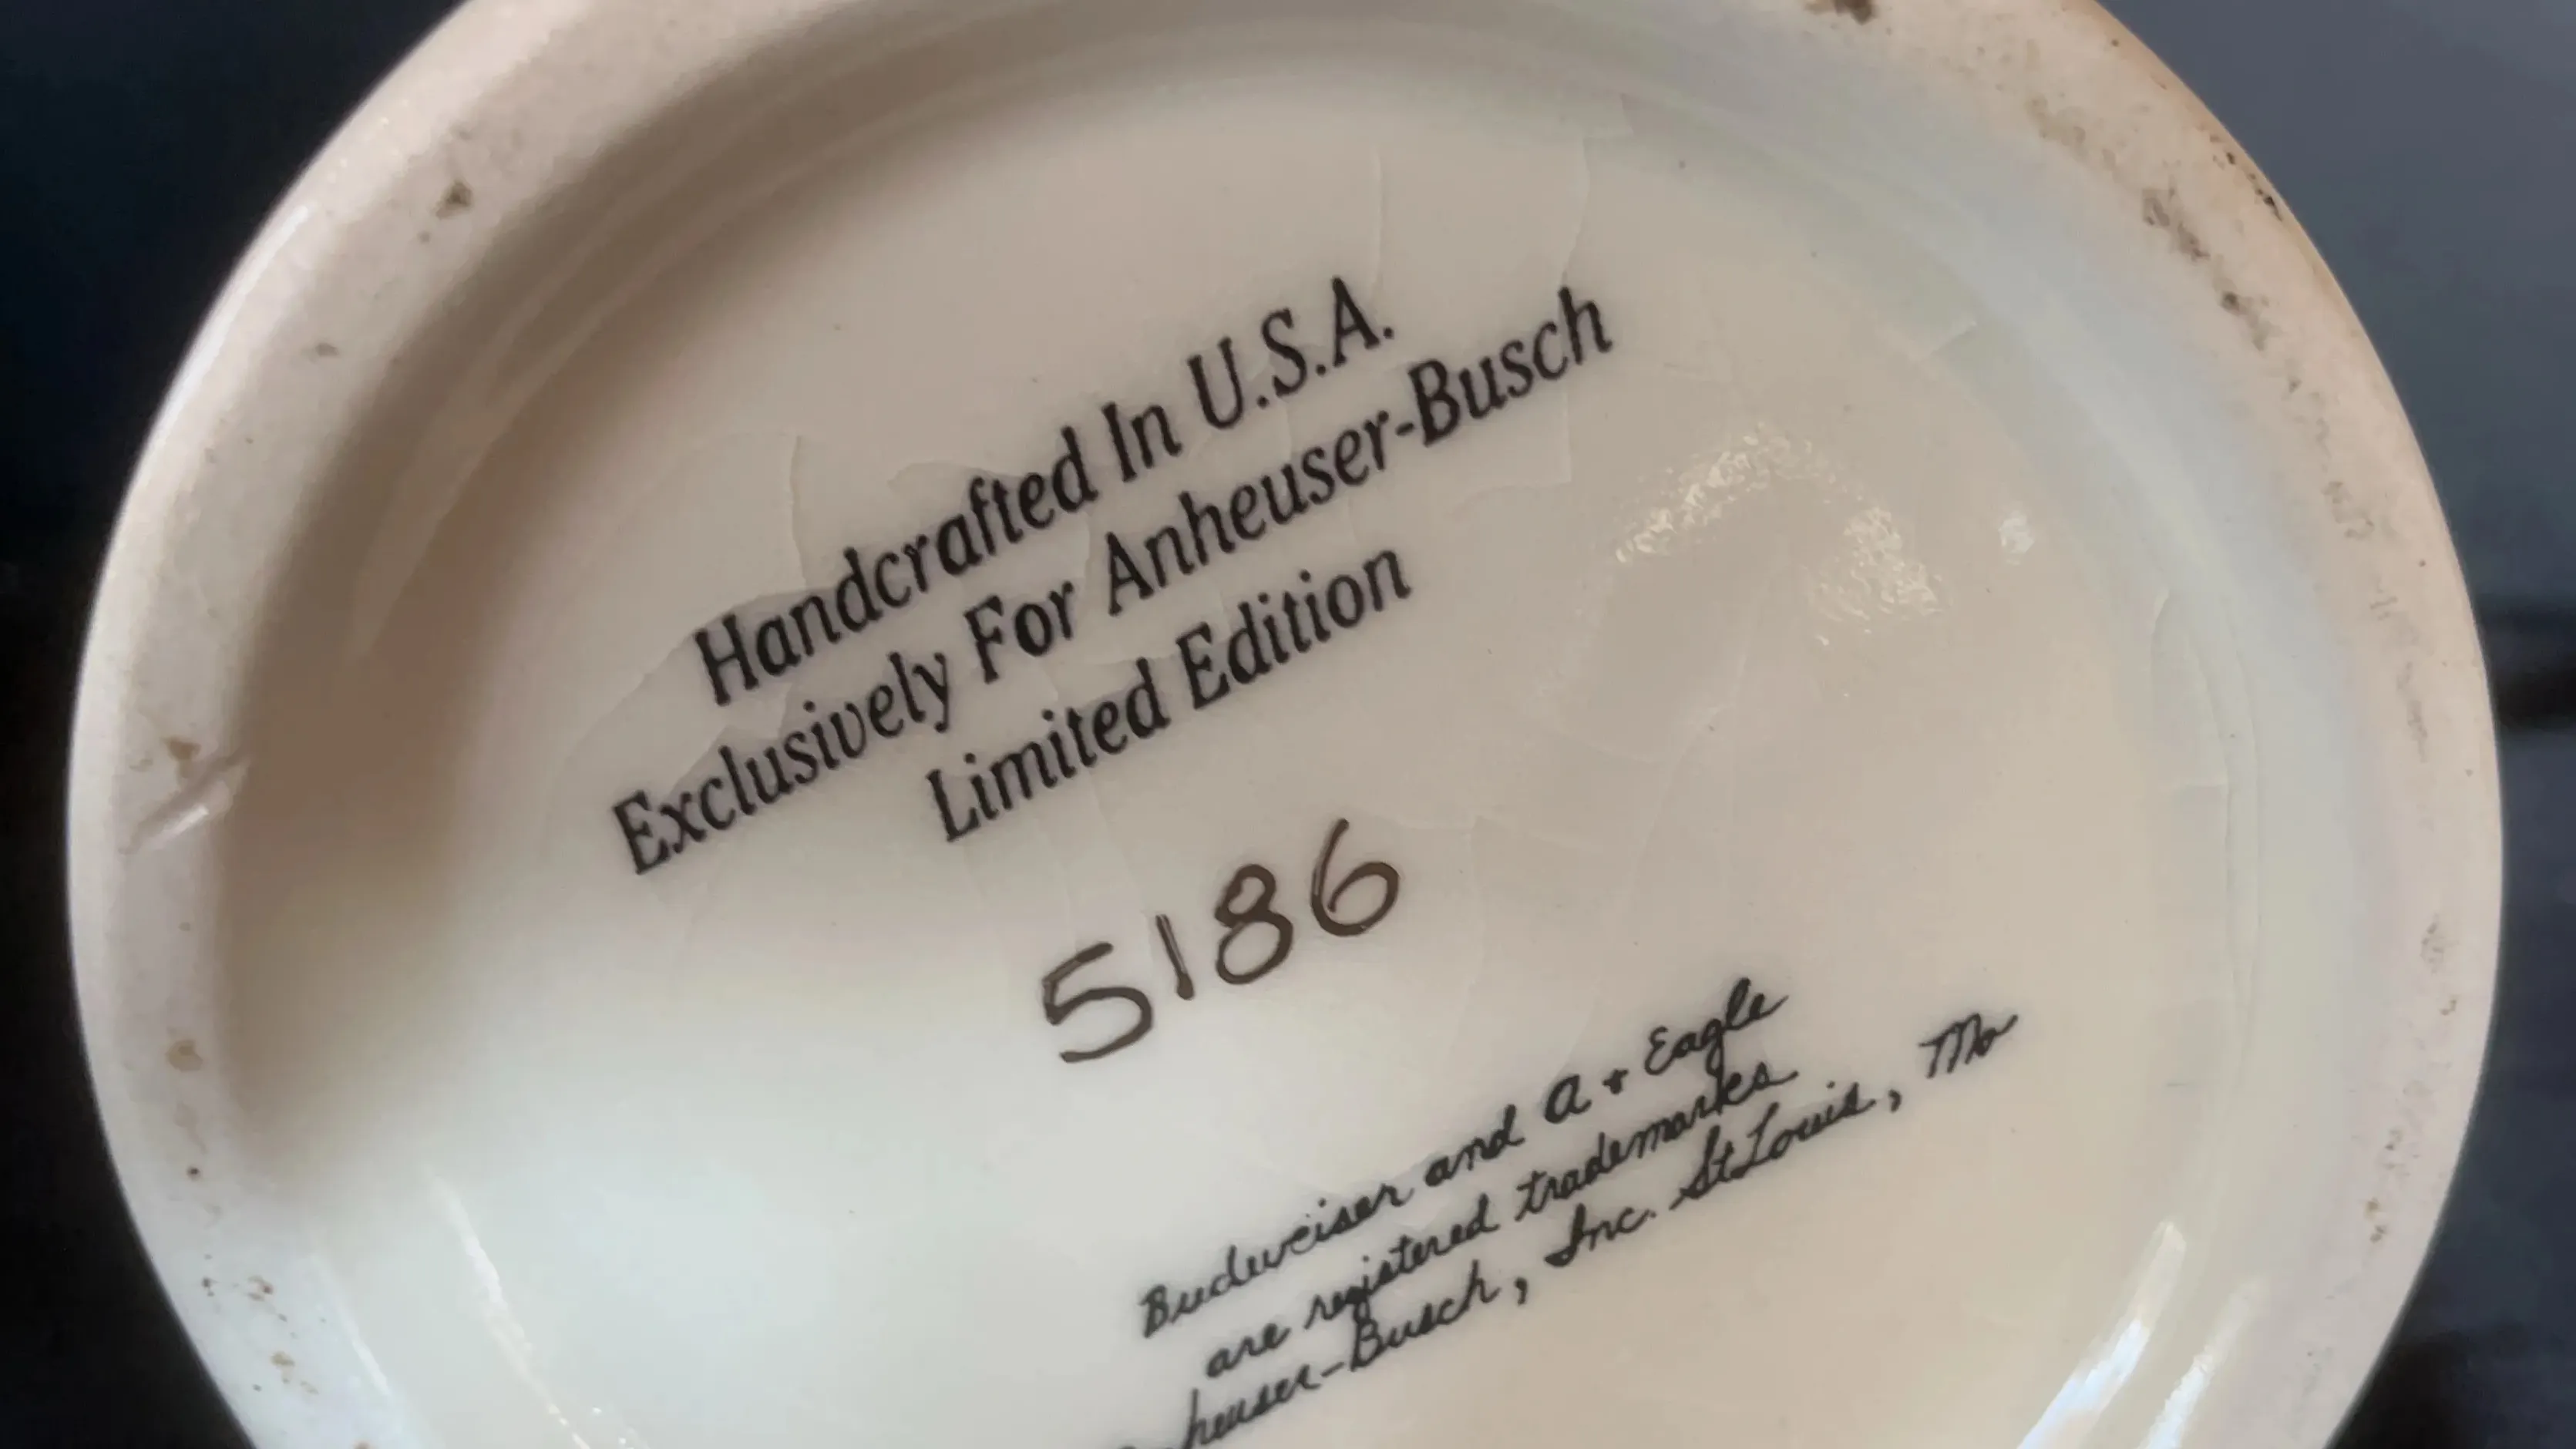 Handcrafted In U.S.A.
Exclusively For Anheuser-Busch
Limited Edition
5186
Budweiser and A & Eagle
are registered trademarks
heuser-Busch, Inc. St Louis, Mo